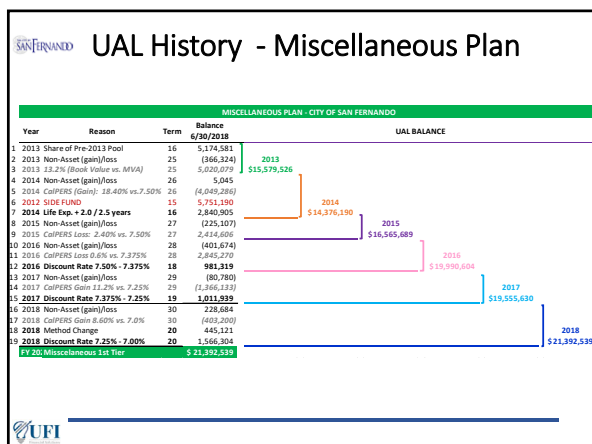 SAN FERNANDO
UAL History - Miscellaneous Plan
MISCELLANEOUS PLAN - CITY OF SAN FERNANDO
Year Reason Term Balance 6/30/2018 UAL BALANCE
1 2013 Share of Pre-2013 Pool 16 5,174,581
2 2013 Non-Asset (gain)/loss 25 (366,324) 2013
3 2013 13.2% (Book Value vs. MVA) 25 5,020,079 $15,579,526
4 2014 Non-Asset (gain)/loss 26 5,045
5 2014 CalPERS (Gain): 18.40% vs.7.50% 26 (4,049,286)
6 2012 SIDE FUND 15 5,751,190 2014
7 2014 Life Exp. + 2.0 / 2.5 years 16 2,840,905 $14,376,190
8 2015 Non-Asset (gain)/loss 27 (225,107) 2015
9 2015 CalPERS Loss: 2.40% vs. 7.50% 27 2,414,606 $16,565,689
10 2016 Non-Asset (gain)/loss 28 (401,674)
11 2016 CalPERS Loss 0.6% vs. 7.375% 28 2,845,270 2016
12 2016 Discount Rate 7.50% - 7.375% 18 981,319 $19,990,604
13 2017 Non-Asset (gain)/loss 29 (80,780)
14 2017 CalPERS Gain 11.2% vs. 7.25% 29 (1,366,133) 2017
15 2017 Discount Rate 7.375% - 7.25% 19 1,011,939 $19,555,630
16 2018 Non-Asset (gain)/loss 30 228,684
17 2018 CalPERS Gain 8.60% vs. 7.0% 30 (403,200)
18 2018 Method Change 20 445,121 2018
19 2018 Discount Rate 7.25% - 7.00% 20 1,566,304 $21,392,539
FY 20 Misscelaneous 1st Tier $ 21,392,539
UFI